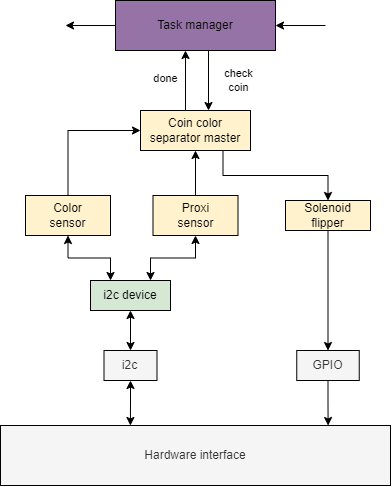 Task manager
done
check
coin
Coin color
separator master
Color
sensor
Proxi
sensor
Solenoid
flipper
i2c device
i2c
GPIO
Hardware interface